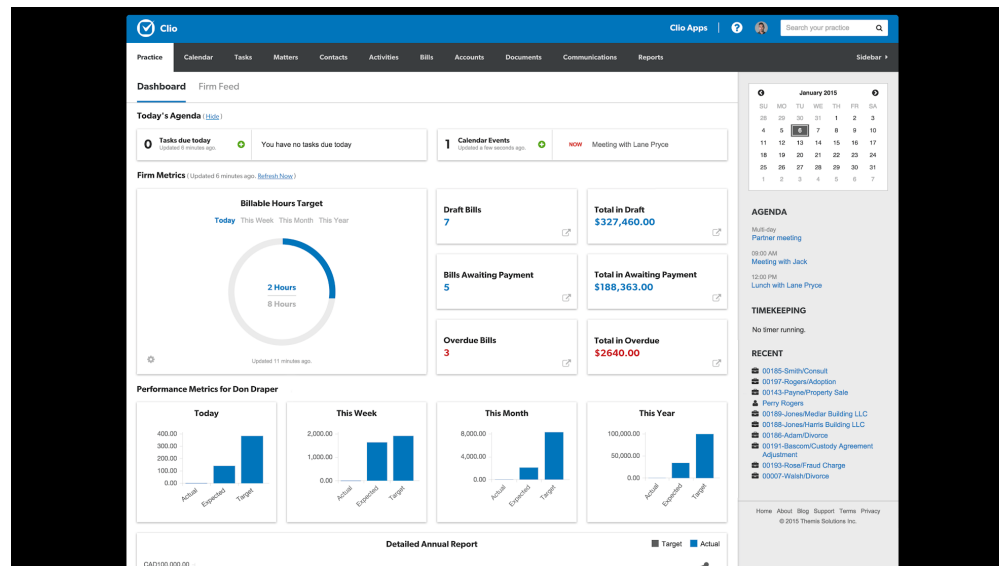 Clio
Clio Apps
?
Search your practice
Practice Calendar Tasks Matters Contacts Activities Bills Accounts Documents Communications Reports Sidebar
Dashboard Firm Feed
Today's Agenda (Hide)
0 Tasks due today
Updated 6 minutes ago.
You have no tasks due today
1 Calendar Events
Updated a few seconds ago.
NOW Meeting with Lane Pryce
Firm Metrics (Updated 6 minutes ago, Refresh Now)
Billable Hours Target
Today This Week This Month This Year
2 Hours
8 Hours
Updated 11 minutes ago.
Draft Bills
7
Total in Draft
$327,460.00
Bills Awaiting Payment
5
Total in Awaiting Payment
$188,363.00
Overdue Bills
3
Total in Overdue
$2640.00
Performance Metrics for Don Draper
Today
400.00
300.00
200.00
100.00
0.00
Actual Expected Target
This Week
2,000.00
1,000.00
0.00
Actual Expected Target
This Month
8,000.00
4,000.00
0.00
Actual Expected Target
This Year
100,000.00
50,000.00
0.00
Actual Expected Target
Detailed Annual Report
Target Actual
CAD100,000.00
January 2015
SU MO TU WE TH FR SA
28 29 30 31 1 2 3
4 5 6 7 8 9 10
11 12 13 14 15 16 17
18 19 20 21 22 23 24
25 26 27 28 29 30 31
1 2 3 4 5 6 7
AGENDA
Multi-day
Partner meeting
09:00 AM
Meeting with Jack
12:00 PM
Lunch with Lane Pryce
TIMEKEEPING
No timer running.
RECENT
00185-Smith/Consult
00197-Rogers/Adoption
00143-Payne/Property Sale
Perry Rogers
00189-Jones/Medlar Building LLC
00188-Jones/Harris Building LLC
00186-Adam/Divorce
00191-Bascom/Custody Agreement
Adjustment
00193-Rose/Fraud Charge
00007-Walsh/Divorce
Home About Blog Support Terms Privacy
© 2015 Themis Solutions Inc.